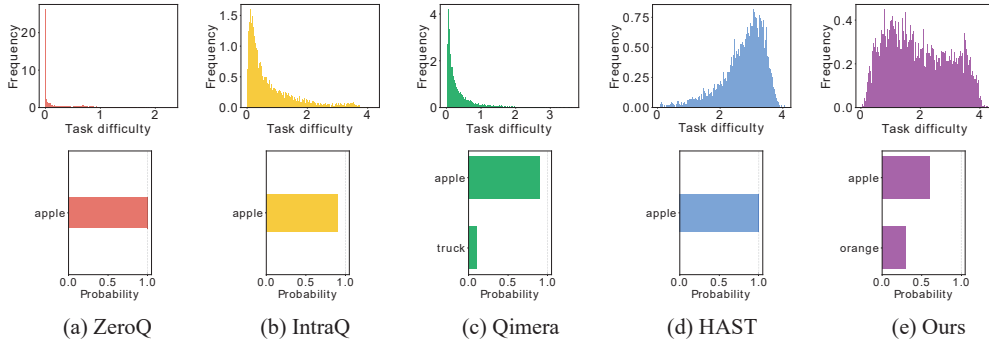 Frequency
20
10
0
0 1 2
Task difficulty
Frequency
1.5
1.0
0.5
0.0
0 2 4
Task difficulty
Frequency
4
2
0
0 1 2 3
Task difficulty
Frequency
0.75
0.50
0.25
0.00
0 2 4
Task difficulty
Frequency
0.4
0.2
0.0
0 2 4
Task difficulty
apple
0.0 0.5 1.0
Probability
apple
0.0 0.5 1.0
Probability
apple
truck
0.0 0.5 1.0
Probability
apple
0.0 0.5 1.0
Probability
apple
orange
0.0 0.5 1.0
Probability
(a) ZeroQ
(b) IntraQ
(c) Qimera
(d) HAST
(e) Ours